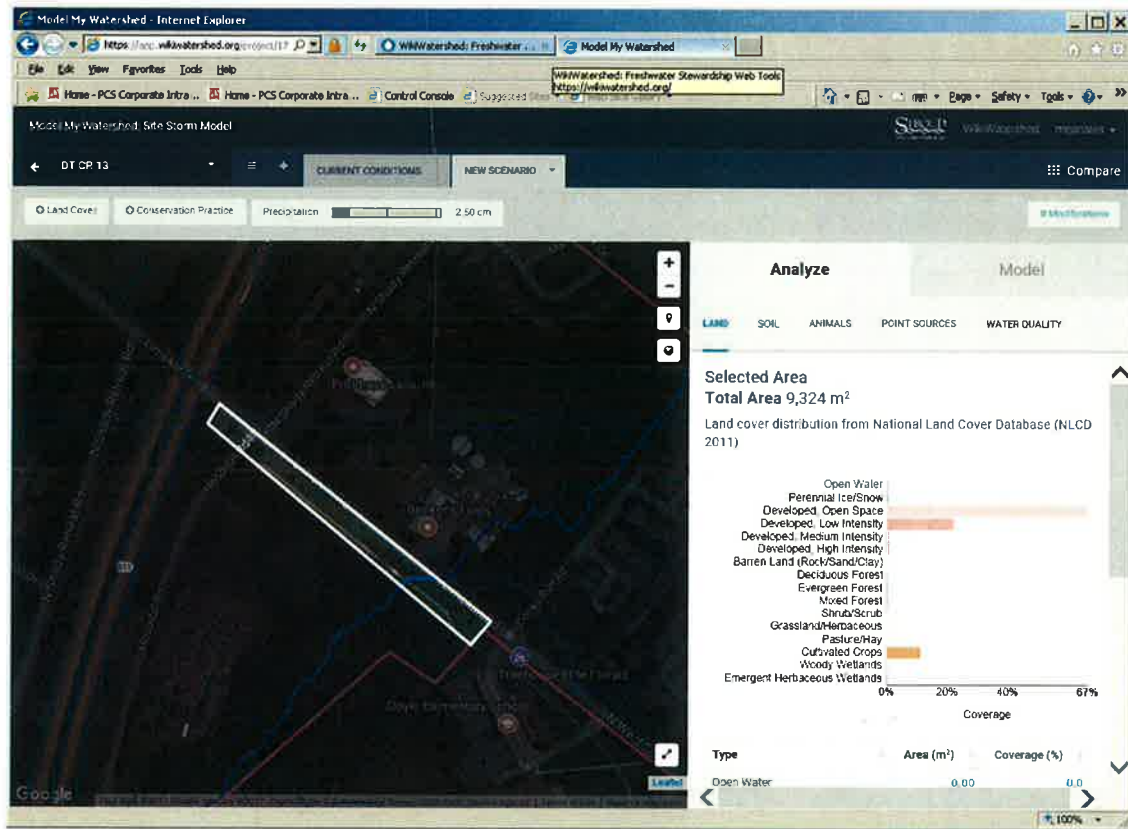 Model My Watershed - Internet Explorer
WikiWatershed: Freshwater
Model My Watershed
File Edit View Favorites Tools Help
WikiWatershed: Freshwater Stewardship Web Tools
https://wikiwatershed.org/
Home - PCS Corporate Intra ... Home - PCS Corporate Intra ... Control Console Suggested
Page Safety Tools
Model My Watershed Site Storm Model
DT CR 13
CURRENT CONDITIONS
NEW SCENARIO
Compare
Land Cover
Conservation Practice
Precipitation
2.50 cm
Analyze
Model
LAND SOIL ANIMALS POINT SOURCES WATER QUALITY
Selected Area
Total Area 9,324 m²
Land cover distribution from National Land Cover Database (NLCD
2011)
Open Water
Perennial Ice/Snow
Developed, Open Space
Developed, Low Intensity
Developed, Medium Intensity
Developed, High Intensity
Barren Land (Rock/Sand/Clay)
Deciduous Forest
Evergreen Forest
Mixed Forest
Shrub/Scrub
Grassland/Herbaceous
Pasture/Hay
Cultivated Crops
Woody Wetlands
Emergent Herbaceous Wetlands
0% 20% 40% 67%
Coverage
Type Area (m²) Coverage (%)
Open Water 0.00 0.0
Elementary School
Google
Leaflet
100%